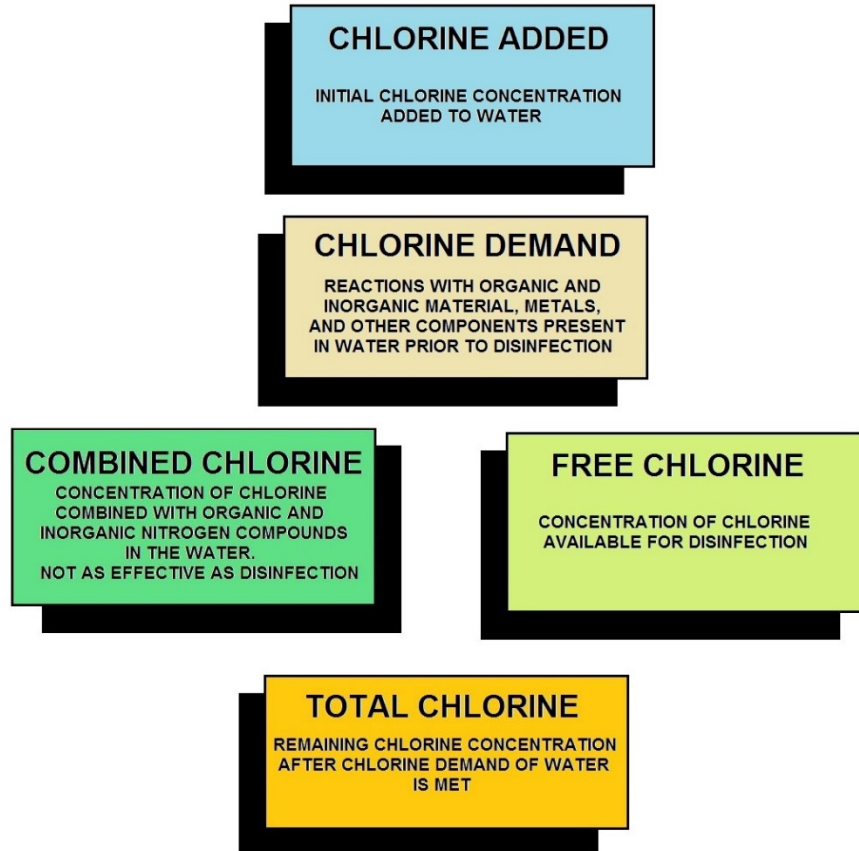 CHLORINE ADDED
INITIAL CHLORINE CONCENTRATION
ADDED TO WATER
CHLORINE DEMAND
REACTIONS WITH ORGANIC AND
INORGANIC MATERIAL, METALS,
AND OTHER COMPONENTS PRESENT
IN WATER PRIOR TO DISINFECTION
COMBINED CHLORINE
CONCENTRATION OF CHLORINE
COMBINED WITH ORGANIC AND
INORGANIC NITROGEN COMPOUNDS
IN THE WATER.
NOT AS EFFECTIVE AS DISINFECTION
FREE CHLORINE
CONCENTRATION OF CHLORINE
AVAILABLE FOR DISINFECTION
TOTAL CHLORINE
REMAINING CHLORINE CONCENTRATION
AFTER CHLORINE DEMAND OF WATER
IS MET